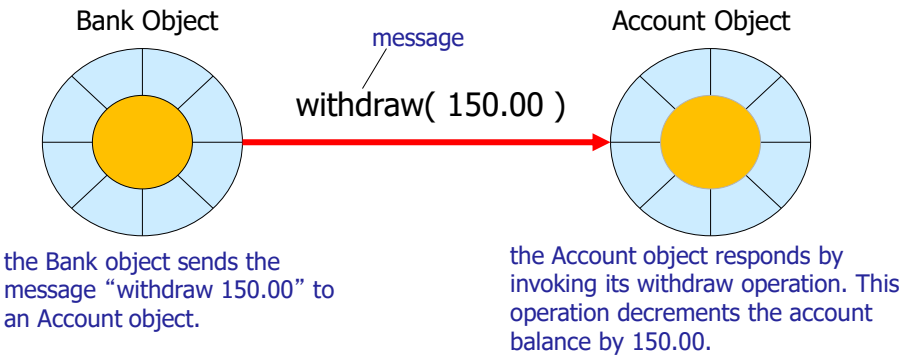 Bank Object
Account Object
message
withdraw( 150.00 )
the Bank object sends the
message “withdraw 150.00” to
an Account object.
the Account object responds by
invoking its withdraw operation. This
operation decrements the account
balance by 150.00.